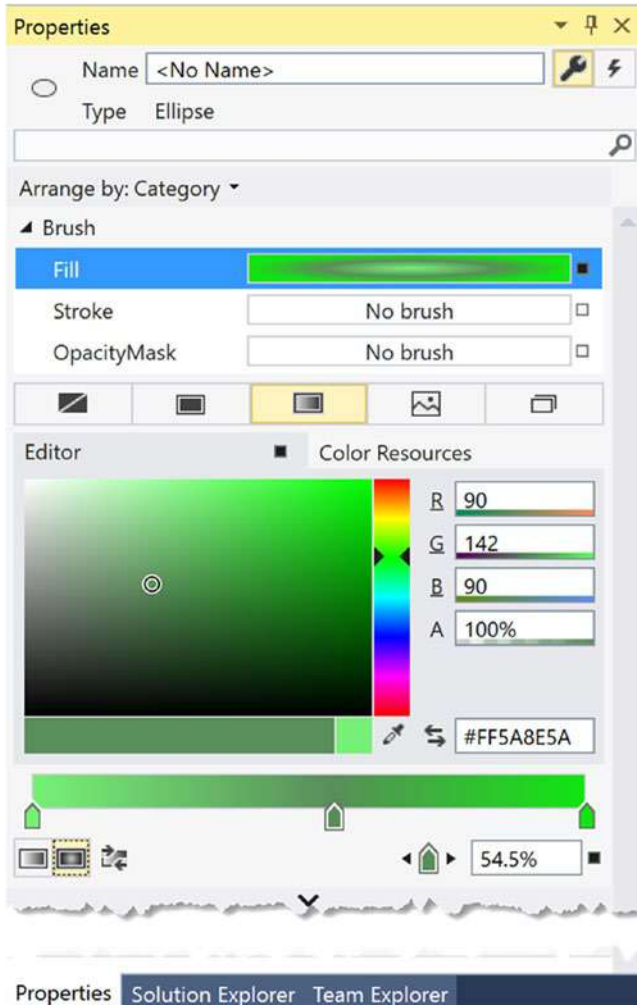 Properties
Name <No Name>
Type Ellipse
Arrange by: Category
Brush
Fill
Stroke No brush
OpacityMask No brush
Editor Color Resources
R 90
G 142
B 90
A 100%
#FF5A8E5A
54.5%
Properties Solution Explorer Team Explorer